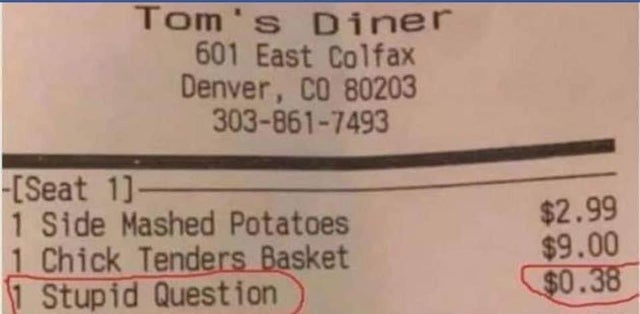 Tom's Diner
601 East Colfax
Denver, CO 80203
303-861-7493
[Seat 1]
1 Side Mashed Potatoes $2.99
1 Chick Tenders Basket $9.00
1 Stupid Question $0.38